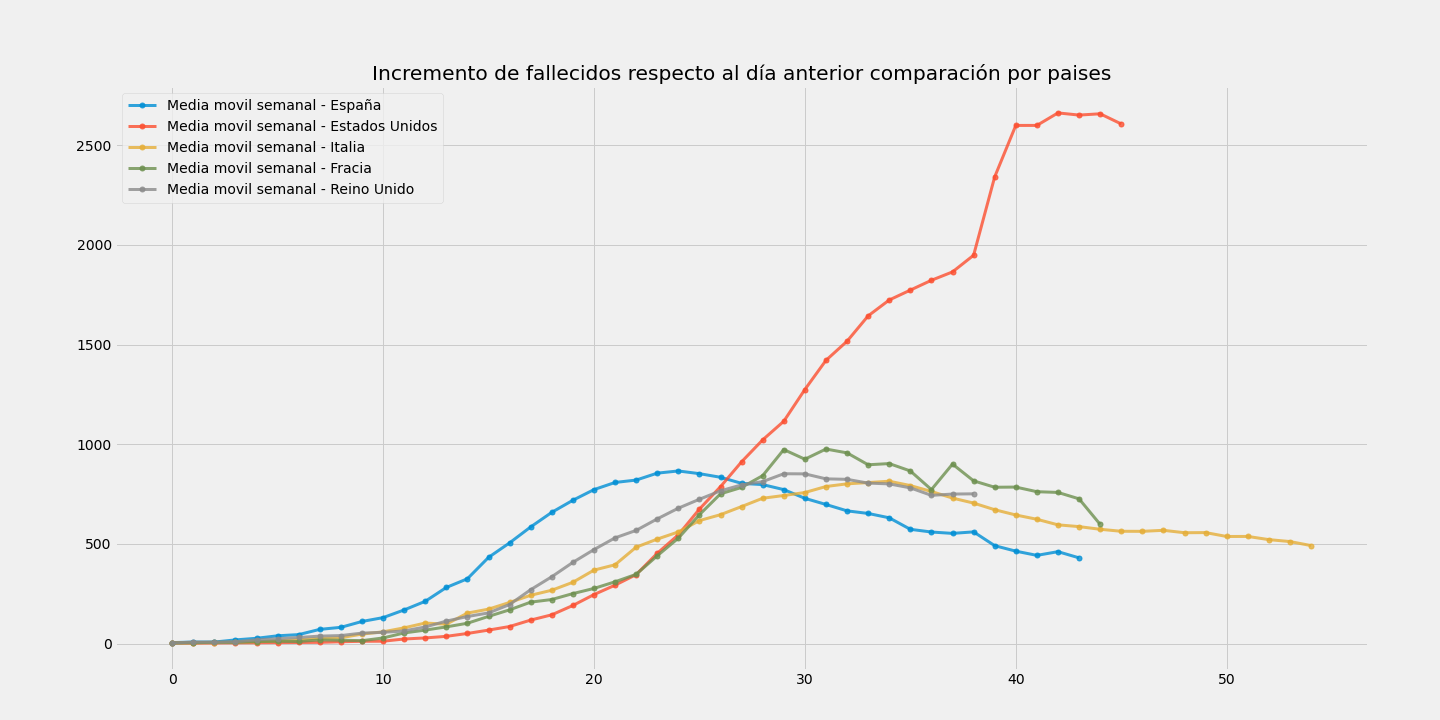 Incremento de fallecidos respecto al día anterior comparación por paises
Media movil semanal - España
Media movil semanal - Estados Unidos
Media movil semanal - Italia
Media movil semanal - Fracia
Media movil semanal - Reino Unido
2500
2000
1500
1000
500
0
0 10 20 30 40 50